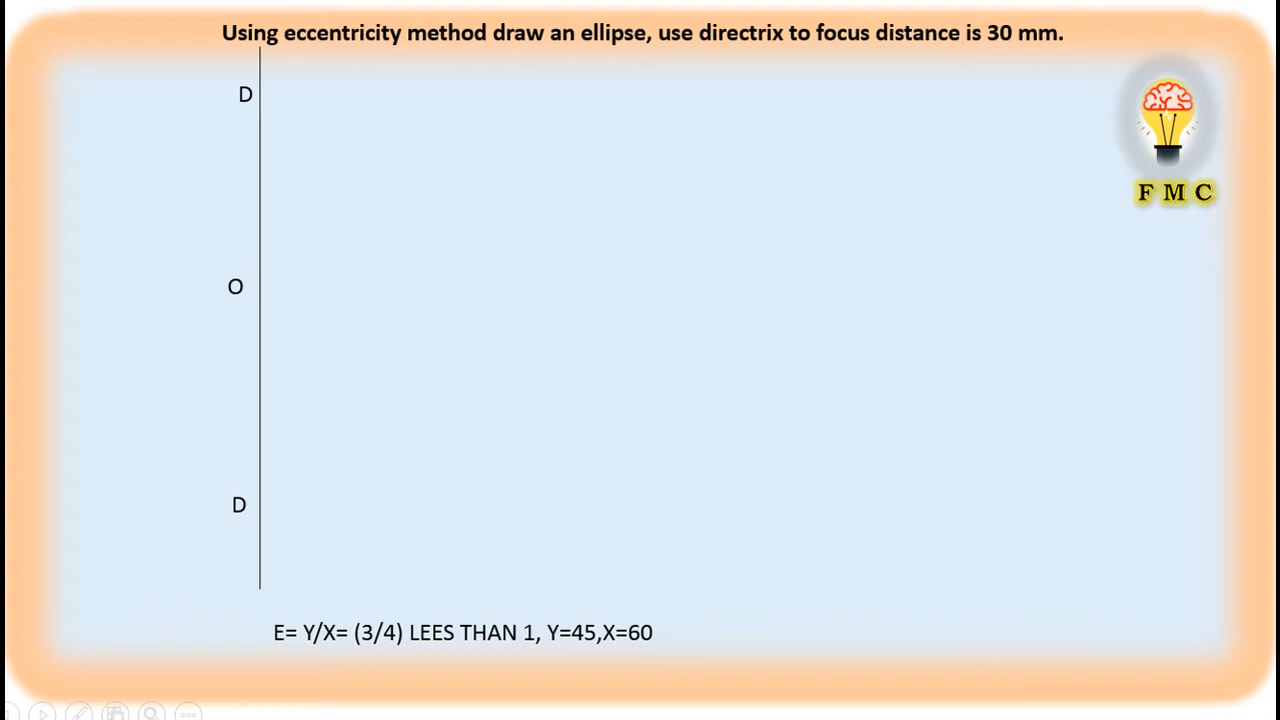 Using eccentricity method draw an ellipse, use directrix to focus distance is 30 mm.
D
F M C
O
D
E= Y/X= (3/4) LEES THAN 1, Y=45,X=60